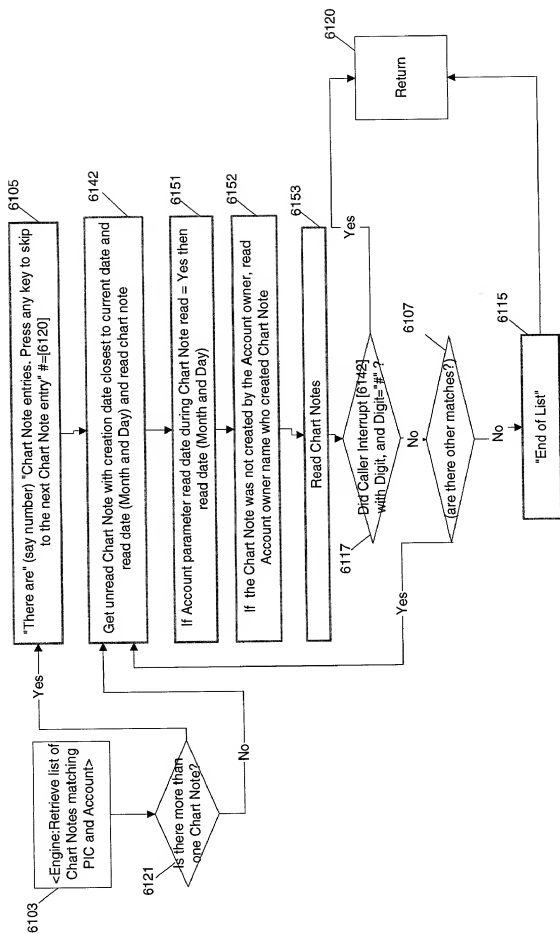 6103
<Engine:Retrieve list of
Chart Notes matching
PIC and Account>
6121
Is there more than
one Chart Note?
Yes
No
6105
"There are" (say number) "Chart Note entries. Press any key to skip
to the next Chart Note entry" #=[6120]
6142
Get unread Chart Note with creation date closest to current date and
read date (Month and Day) and read chart note
6151
If Account parameter read date during Chart Note read = Yes then
read date (Month and Day)
6152
If the Chart Note was not created by the Account owner, read
Account owner name who created Chart Note
6153
Read Chart Notes
6117
Did Caller Interrupt [6142]
with Digit, and Digit="#" ?
Yes
No
6107
(are there other matches?)
Yes
No
6115
"End of List"
6120
Return